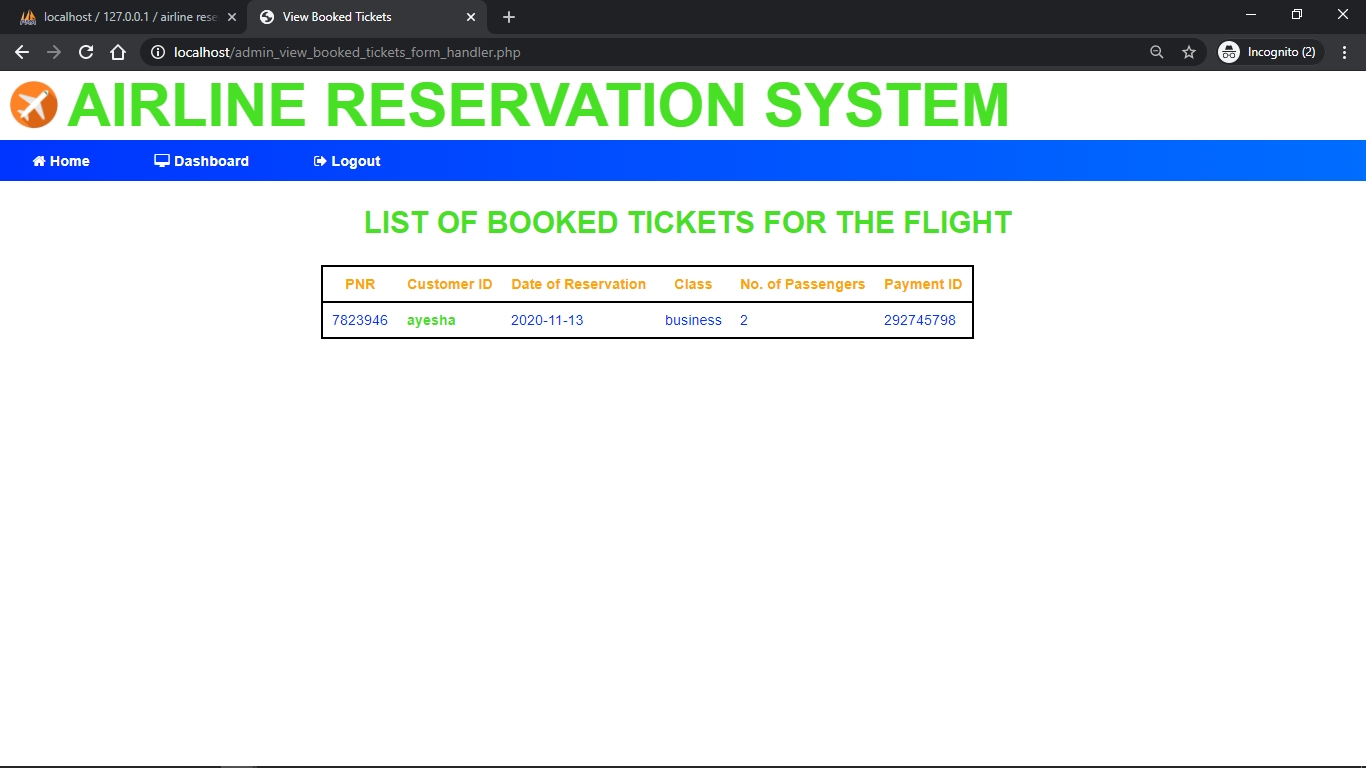 localhost / 127.0.0.1 / airline rese
View Booked Tickets
localhost/admin_view_booked_tickets_form_handler.php
Incognito (2)
AIRLINE RESERVATION SYSTEM
Home Dashboard Logout
LIST OF BOOKED TICKETS FOR THE FLIGHT
PNR Customer ID Date of Reservation Class No. of Passengers Payment ID
7823946 ayesha 2020-11-13 business 2 292745798